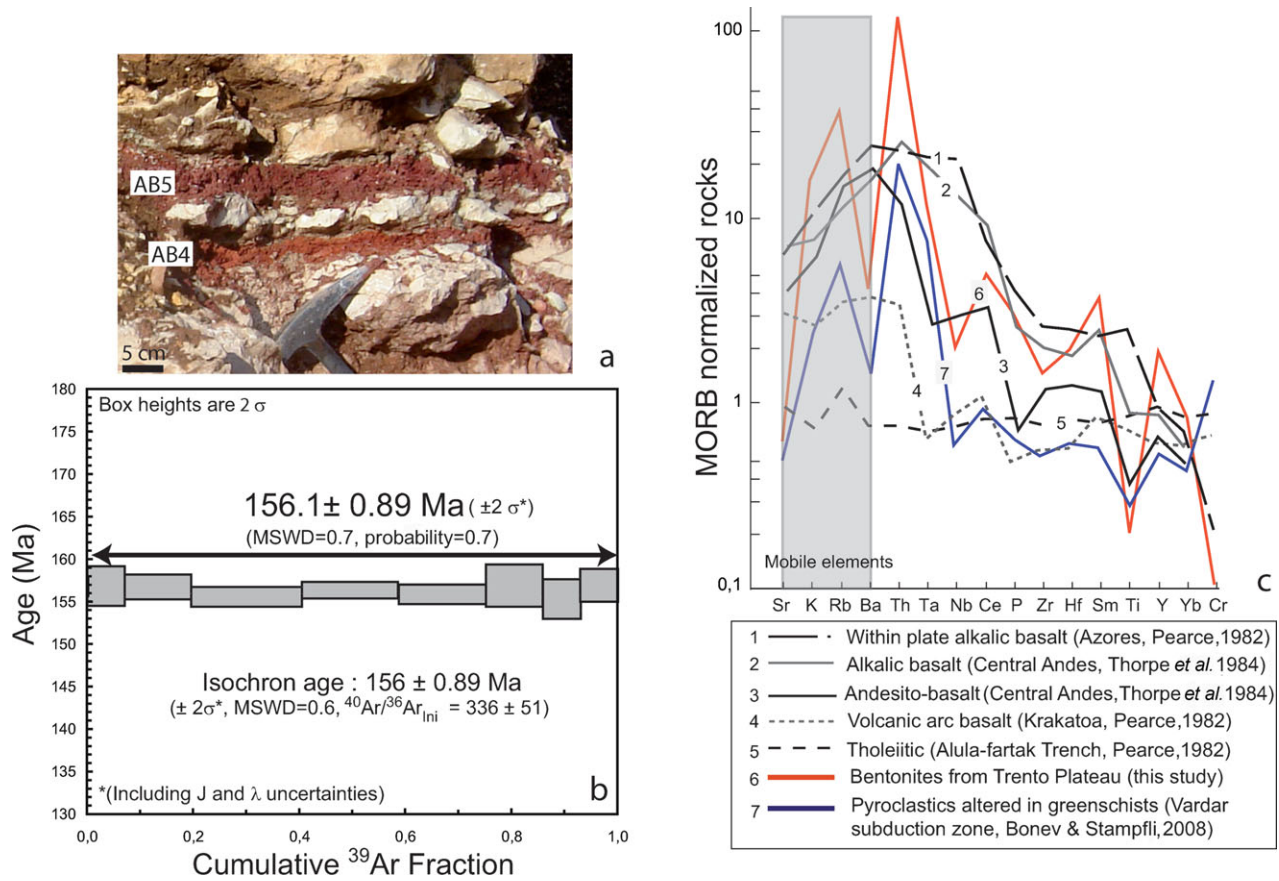 AB5
AB4
5 cm
a
180
175
170
165
160
155
150
145
140
135
130
Age (Ma)
Box heights are 2 σ
156.1± 0.89 Ma (±2 σ*)
(MSWD=0.7, probability=0.7)
Isochron age : 156 ± 0.89 Ma
(± 2σ*, MSWD=0.6, ⁴⁰Ar/³⁶Ar_Ini = 336 ± 51)
*(Including J and λ uncertainties)
b
0,0 0,2 0,4 0,6 0,8 1,0
Cumulative ³⁹Ar Fraction
100
10
1
0,1
MORB normalized rocks
1
2
6
3
7
4
5
Mobile elements
c
Sr K Rb Ba Th Ta Nb Ce P Zr Hf Sm Ti Y Yb Cr
1 Within plate alkalic basalt (Azores, Pearce,1982)
2 Alkalic basalt (Central Andes, Thorpe et al. 1984)
3 Andesito-basalt (Central Andes,Thorpe et al.1984)
4 Volcanic arc basalt (Krakatoa, Pearce,1982)
5 Tholeiitic (Alula-fartak Trench, Pearce,1982)
6 Bentonites from Trento Plateau (this study)
7 Pyroclastics altered in greenschists (Vardar
subduction zone, Bonev & Stampfli,2008)